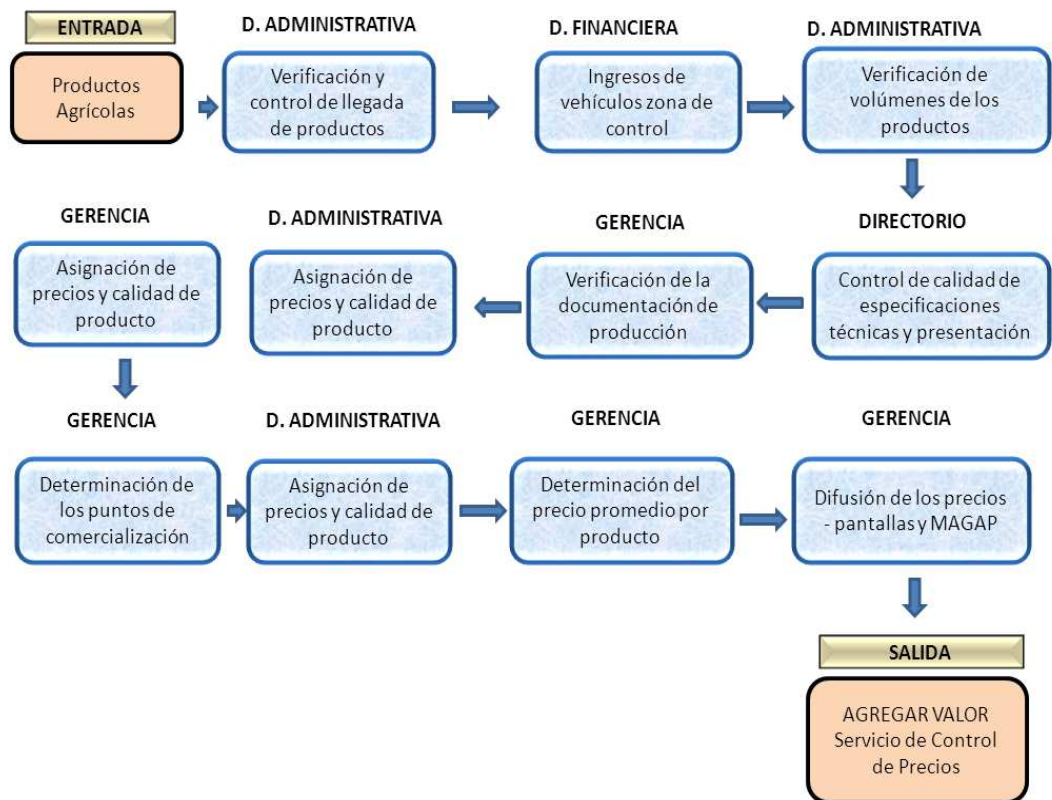 ENTRADA
Productos
Agrícolas
D. ADMINISTRATIVA
Verificación y
control de llegada
de productos
D. FINANCIERA
Ingresos de
vehículos zona de
control
D. ADMINISTRATIVA
Verificación de
volúmenes de los
productos
DIRECTORIO
Control de calidad de
especificaciones
técnicas y presentación
GERENCIA
Verificación de la
documentación de
producción
D. ADMINISTRATIVA
Asignación de
precios y calidad de
producto
GERENCIA
Asignación de
precios y calidad de
producto
GERENCIA
Determinación de
los puntos de
comercialización
D. ADMINISTRATIVA
Asignación de
precios y calidad de
producto
GERENCIA
Determinación del
precio promedio por
producto
GERENCIA
Difusión de los precios
- pantallas y MAGAP
SALIDA
AGREGAR VALOR
Servicio de Control
de Precios